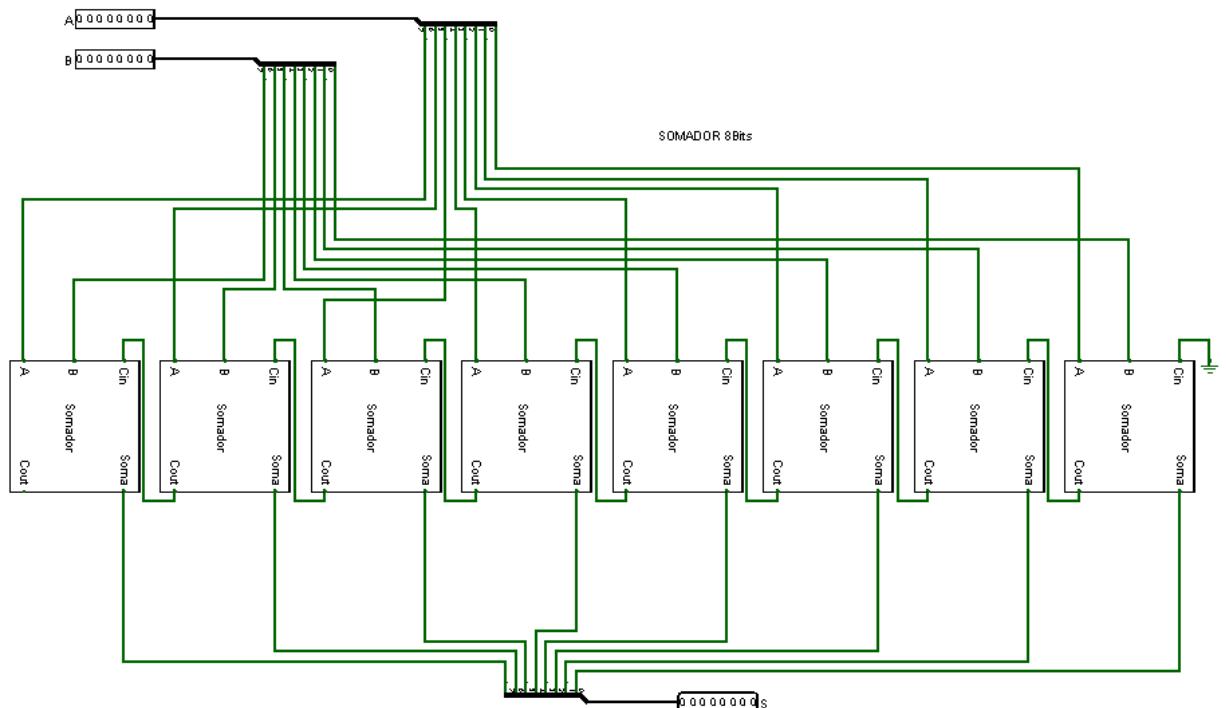 A 00000000
B 00000000
SOMADOR 8Bits
A B Cin
Somador
Cout Soma
A B Cin
Somador
Cout Soma
A B Cin
Somador
Cout Soma
A B Cin
Somador
Cout Soma
A B Cin
Somador
Cout Soma
A B Cin
Somador
Cout Soma
A B Cin
Somador
Cout Soma
A B Cin
Somador
Cout Soma
00000000 S